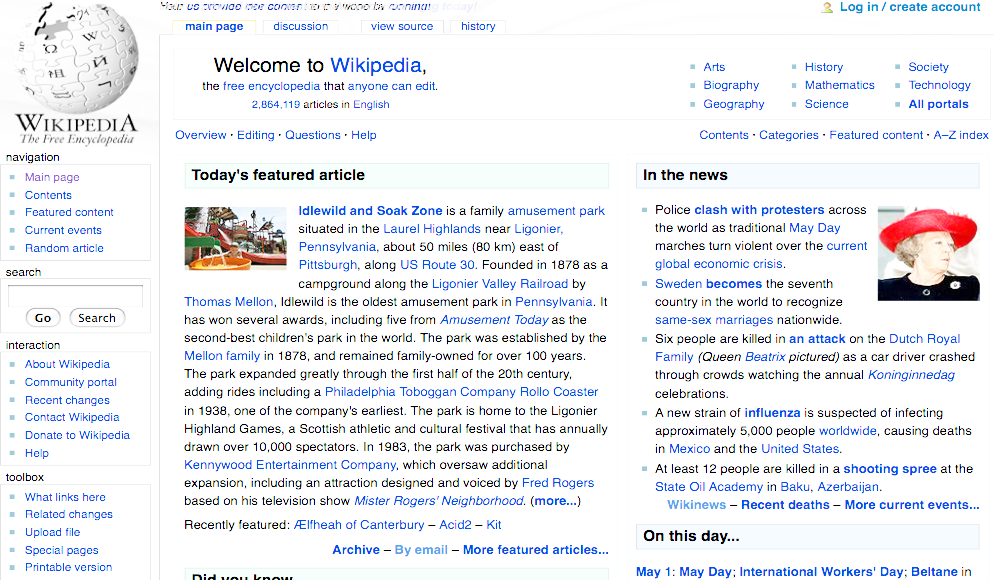 us provide free content to the world by running
Log in / create account
main page
discussion
view source
history
WIKIPEDIA
The Free Encyclopedia
Welcome to Wikipedia,
the free encyclopedia that anyone can edit.
2,864,119 articles in English
Arts
Biography
Geography
History
Mathematics
Science
Society
Technology
All portals
Overview · Editing · Questions · Help
Contents · Categories · Featured content · A–Z index
navigation
Main page
Contents
Featured content
Current events
Random article
search
Go Search
interaction
About Wikipedia
Community portal
Recent changes
Contact Wikipedia
Donate to Wikipedia
Help
toolbox
What links here
Related changes
Upload file
Special pages
Printable version
Today's featured article
Idlewild and Soak Zone is a family amusement park
situated in the Laurel Highlands near Ligonier,
Pennsylvania, about 50 miles (80 km) east of
Pittsburgh, along US Route 30. Founded in 1878 as a
campground along the Ligonier Valley Railroad by
Thomas Mellon, Idlewild is the oldest amusement park in Pennsylvania. It
has won several awards, including five from Amusement Today as the
second-best children's park in the world. The park was established by the
Mellon family in 1878, and remained family-owned for over 100 years.
The park expanded greatly through the first half of the 20th century,
adding rides including a Philadelphia Toboggan Company Rollo Coaster
in 1938, one of the company's earliest. The park is home to the Ligonier
Highland Games, a Scottish athletic and cultural festival that has annually
drawn over 10,000 spectators. In 1983, the park was purchased by
Kennywood Entertainment Company, which oversaw additional
expansion, including an attraction designed and voiced by Fred Rogers
based on his television show Mister Rogers' Neighborhood. (more...)
Recently featured: Ælfheah of Canterbury – Acid2 – Kit
Archive – By email – More featured articles...
Did you know
In the news
Police clash with protesters across
the world as traditional May Day
marches turn violent over the current
global economic crisis.
Sweden becomes the seventh
country in the world to recognize
same-sex marriages nationwide.
Six people are killed in an attack on the Dutch Royal
Family (Queen Beatrix pictured) as a car driver crashed
through crowds watching the annual Koninginnedag
celebrations.
A new strain of influenza is suspected of infecting
approximately 5,000 people worldwide, causing deaths
in Mexico and the United States.
At least 12 people are killed in a shooting spree at the
State Oil Academy in Baku, Azerbaijan.
Wikinews – Recent deaths – More current events...
On this day...
May 1: May Day; International Workers' Day; Beltane in